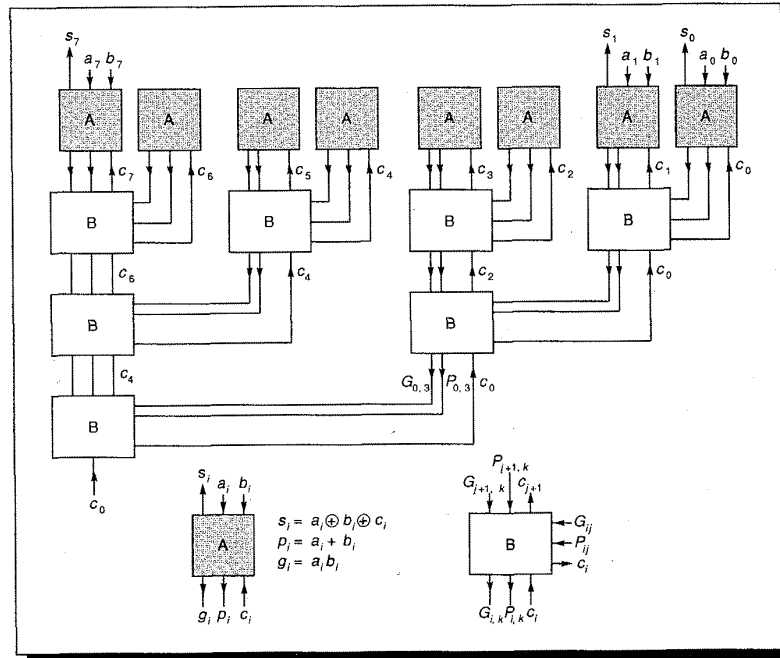 s7 s1 s0
a7 b7 a1 b1 a0 b0
A A A A A A A A
c7 c6 c5 c4 c3 c2 c1 c0
B B B B
c6 c4 c2 c0
B B
c4 G0, 3 P0, 3 c0
B
c0
si ai bi
A
si = ai ⊕ bi ⊕ ci
pi = ai + bi
gi = ai bi
gi pi ci
Pj+1, k
Gj+1, k cj+1
B
Gij
Pij
ci
Gi, k Pi, k ci